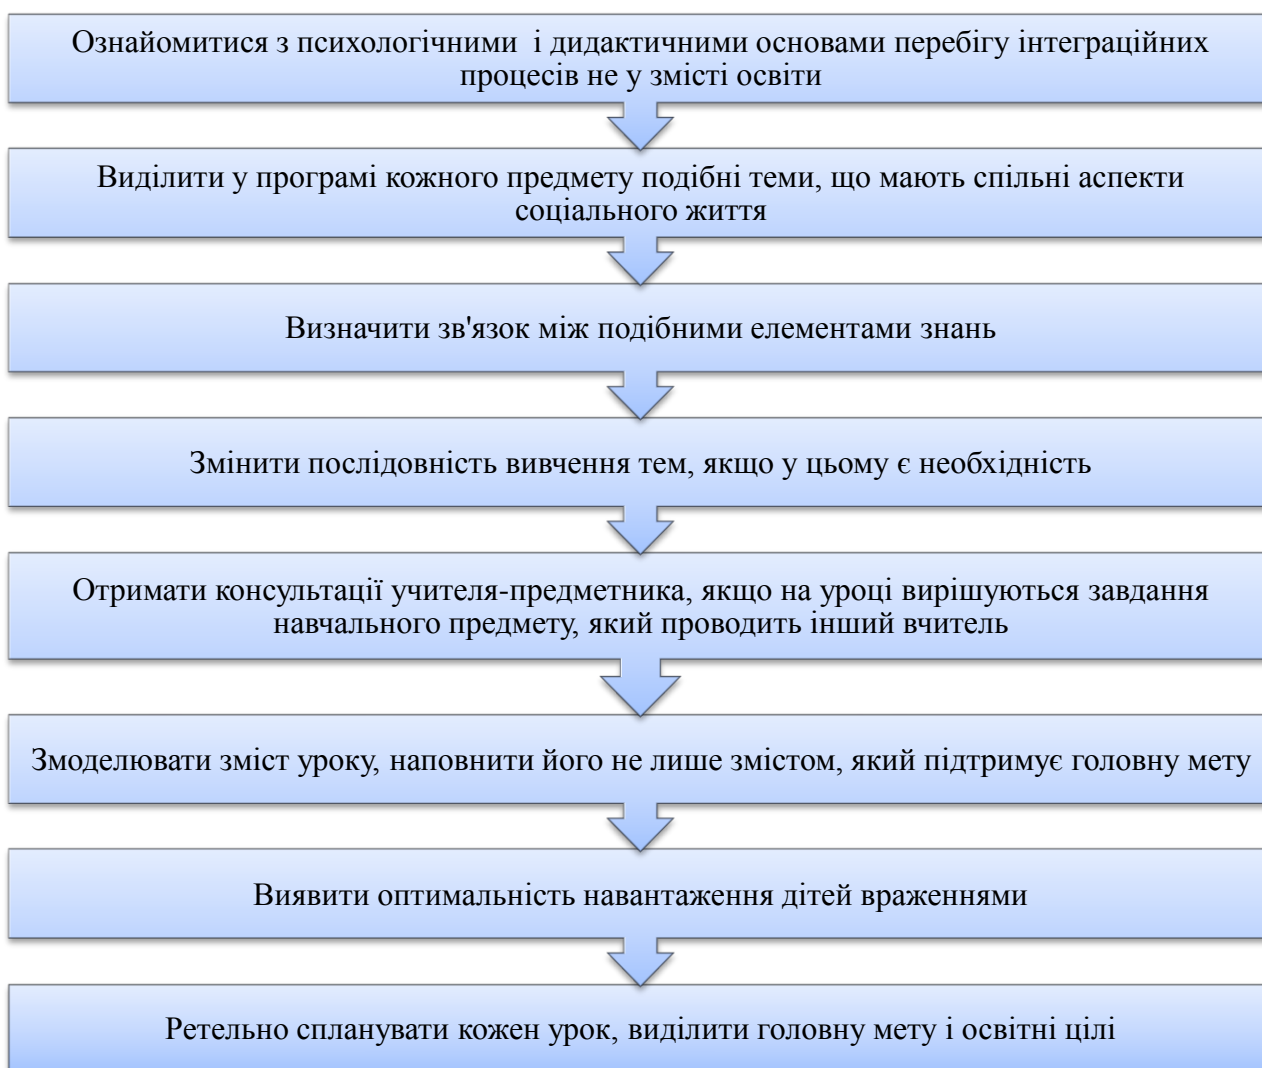 Ознайомитися з психологічними  і дидактичними основами перебігу інтеграційних
процесів не у змісті освіти
Виділити у програмі кожного предмету подібні теми, що мають спільні аспекти
соціального життя
Визначити зв'язок між подібними елементами знань
Змінити послідовність вивчення тем, якщо у цьому є необхідність
Отримати консультації учителя-предметника, якщо на уроці вирішуються завдання
навчального предмету, який проводить інший вчитель
Змоделювати зміст уроку, наповнити його не лише змістом, який підтримує головну мету
Виявити оптимальність навантаження дітей враженнями
Ретельно спланувати кожен урок, виділити головну мету і освітні цілі